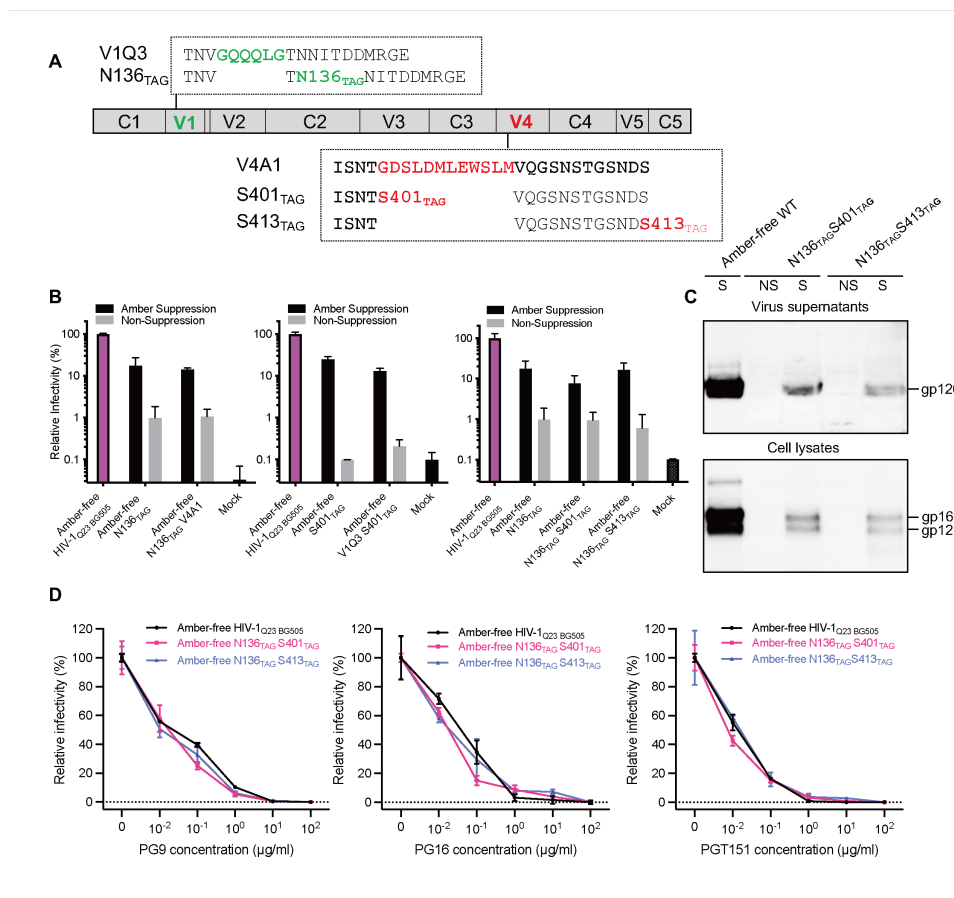 A
V1Q3 TNVGQQQLGTNNITDDMRGE
N136TAG TNV TN136TAGNITDDMRGE
C1 V1 V2 C2 V3 C3 V4 C4 V5 C5
V4A1 ISNTGDSLDMLEWSLMVQGSNSTGSNDS
S401TAG ISNTS401TAG VQGSNSTGSNDS
S413TAG ISNT VQGSNSTGSNDS413TAG
B
Amber Suppression
Non-Suppression
Relative Infectivity (%)
100
10
1
0.1
Amber-free HIV-1Q23 BG505
Amber-free N136TAG
Amber-free N136TAG V4A1
Mock
Amber Suppression
Non-Suppression
100
10
1
0.1
Amber-free HIV-1Q23 BG505
Amber-free S401TAG
Amber-free V1Q3 S401TAG
Mock
Amber Suppression
Non-Suppression
100
10
1
0.1
Amber-free HIV-1Q23 BG505
Amber-free N136TAG
Amber-free N136TAG S401TAG
Amber-free N136TAG S413TAG
Mock
C
Amber-free WT N136TAGS401TAG N136TAGS413TAG
S NS S NS S
Virus supernatants
gp120
Cell lysates
gp16
gp12
D
Amber-free HIV-1Q23 BG505
Amber-free N136TAG S401TAG
Amber-free N136TAG S413TAG
Relative infectivity (%)
120
100
80
60
40
20
0
0 10-2 10-1 100 101 102
PG9 concentration (µg/ml)
Amber-free HIV-1Q23 BG505
Amber-free N136TAG S401TAG
Amber-free N136TAG S413TAG
Relative infectivity (%)
120
100
80
60
40
20
0
0 10-2 10-1 100 101 102
PG16 concentration (µg/ml)
Amber-free HIV-1Q23 BG505
Amber-free N136TAG S401TAG
Amber-free N136TAGS413TAG
Relative infectivity (%)
120
100
80
60
40
20
0
0 10-2 10-1 100 101 102
PGT151 concentration (µg/ml)